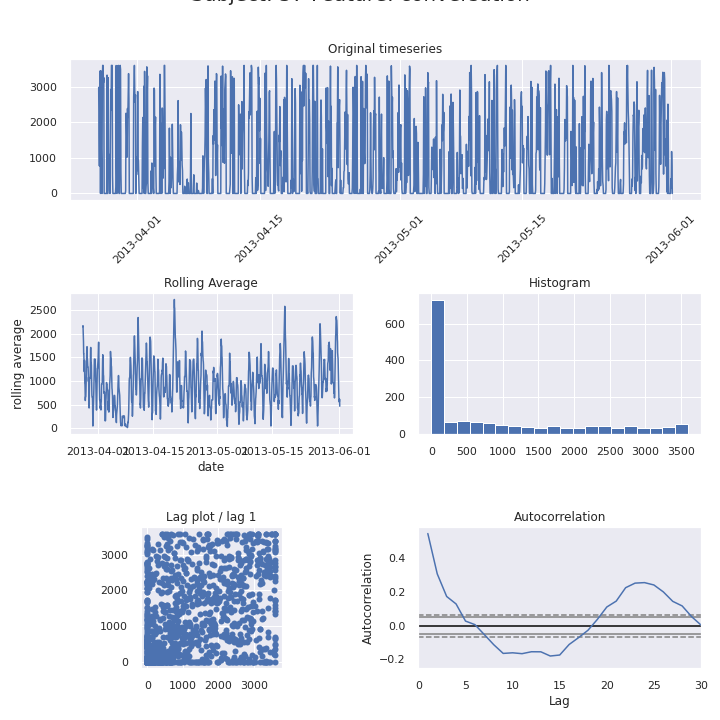 Original timeseries
3000
2000
1000
0
2013-04-01
2013-04-15
2013-05-01
2013-05-15
2013-06-01
Rolling Average
Histogram
rolling average
2500
2000
1500
1000
500
0
2013-04-01 2013-04-15 2013-05-01 2013-05-15 2013-06-01
date
600
400
200
0
0 500 1000 1500 2000 2500 3000 3500
Lag plot / lag 1
Autocorrelation
3000
2000
1000
0
0 1000 2000 3000
Autocorrelation
0.4
0.2
0.0
−0.2
0 5 10 15 20 25 30
Lag